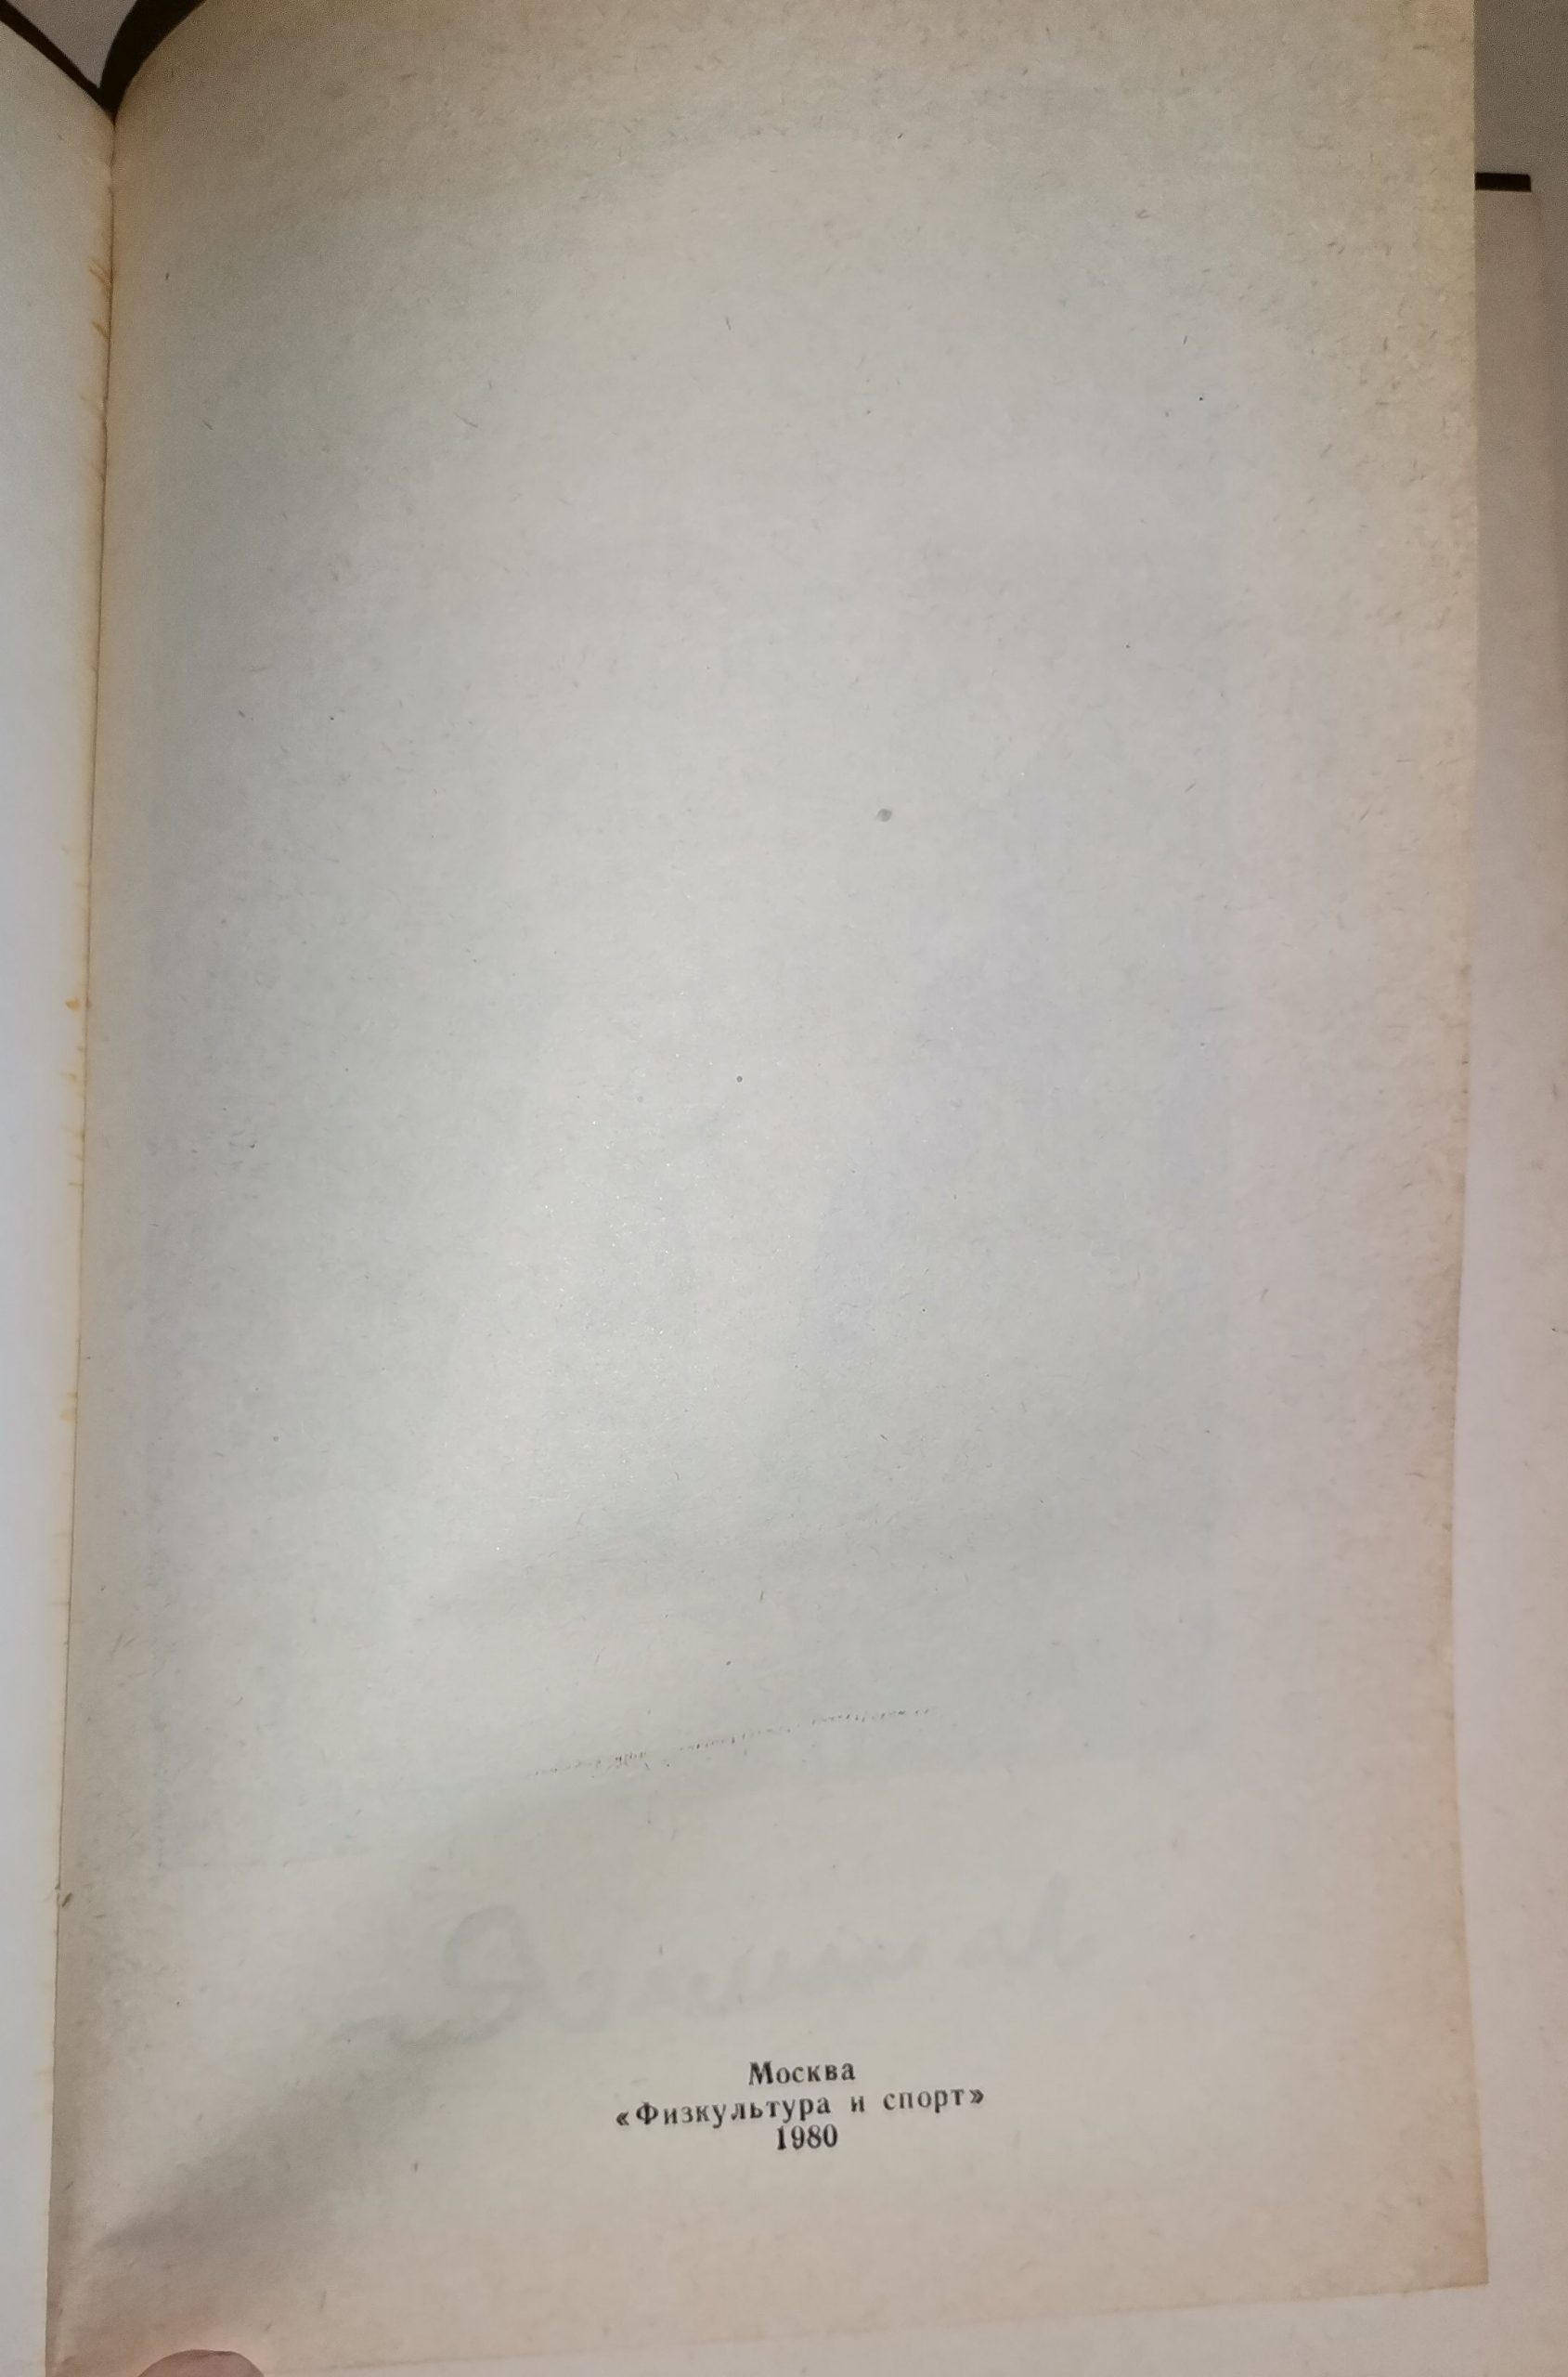 Москва
«Физкультура и спорт»
1980